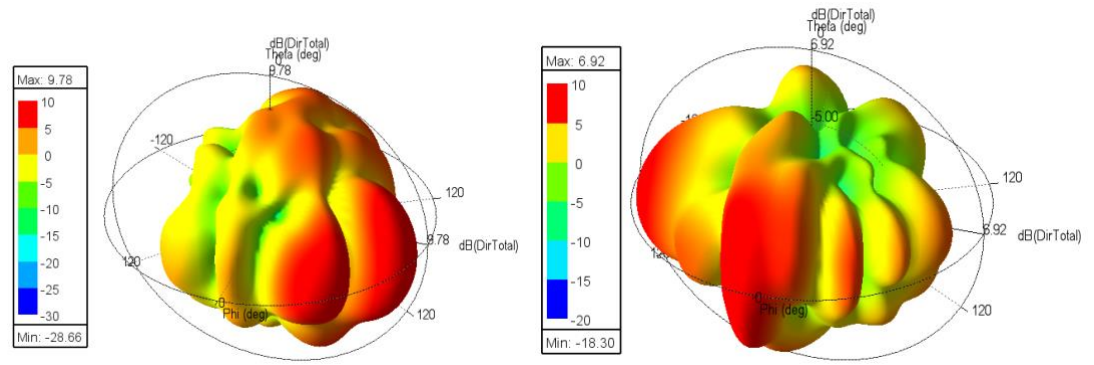 dB(DirTotal)
Theta (deg)
0
9.78
Max: 9.78
10
5
0
-5
-10
-15
-20
-25
-30
Min: -28.66
-120
120
9.78
dB(DirTotal)
120
120
0
Phi (deg)
dB(DirTotal)
Theta (deg)
0
6.92
Max: 6.92
10
5
0
-5
-10
-15
-20
Min: -18.30
-5.00
120
6.92
dB(DirTotal)
120
0
Phi (deg)